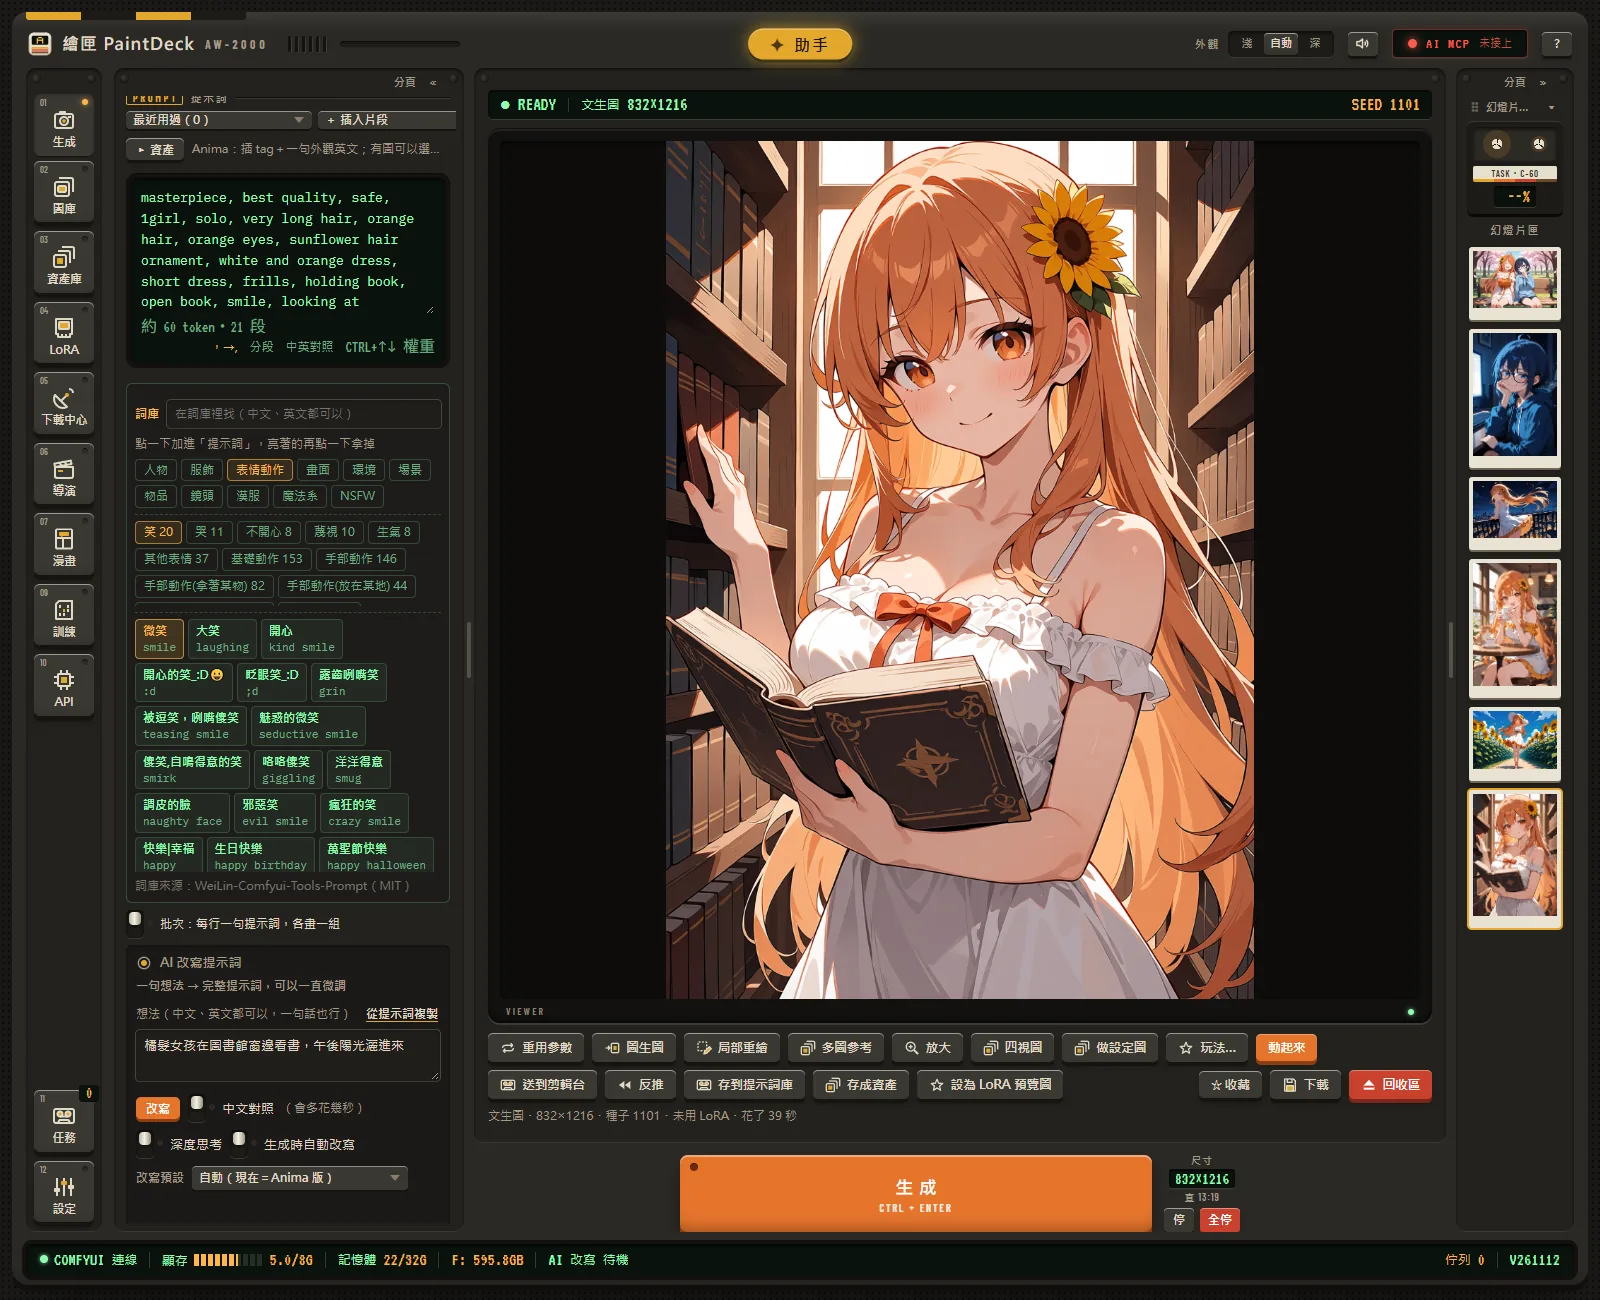 繪匣 PaintDeck AW-2000
助手
外觀 淺 自動 深
AI MCP 未接上
?
01 生成
02 圖庫
03 資產庫
04 LoRA
05 下載中心
06 導演
07 漫畫
09 訓練
10 API
11 任務 0
12 設定
分頁 «
PROMPT 提示詞
最近用過 ( 0 )
+ 插入片段
▸ 資產
Anima：插 tag + 一句外觀英文；有圖可以選...
masterpiece, best quality, safe,
1girl, solo, very long hair, orange
hair, orange eyes, sunflower hair
ornament, white and orange dress,
short dress, frills, holding book,
open book, smile, looking at
約 60 token • 21 段
，→, 分段 中英對照 CTRL+↑↓ 權重
詞庫 在詞庫裡找（中文、英文都可以）
點一下加進「提示詞」，亮著的再點一下拿掉
人物 服飾 表情動作 畫面 環境 場景
物品 鏡頭 漢服 魔法系 NSFW
笑 20 哭 11 不開心 8 蔑視 10 生氣 8
其他表情 37 基礎動作 153 手部動作 146
手部動作(拿著某物) 82 手部動作(放在某地) 44
微笑 大笑 開心
smile laughing kind smile
開心的笑_:D😀 眨眼笑_:D 露齒咧嘴笑
:d ;d grin
被逗笑，咧嘴傻笑 魅惑的微笑
teasing smile seductive smile
傻笑,自鳴得意的笑 咯咯傻笑 洋洋得意
smirk giggling smug
調皮的臉 邪惡笑 瘋狂的笑
naughty face evil smile crazy smile
快樂|幸福 生日快樂 萬聖節快樂
happy happy birthday happy halloween
詞庫來源：WeiLin-Comfyui-Tools-Prompt（MIT）
批次：每行一句提示詞，各畫一組
AI 改寫提示詞
一句想法 → 完整提示詞，可以一直微調
想法（中文、英文都可以，一句話也行） 從提示詞複製
橘髮女孩在圖書館窗邊看書，午後陽光灑進來
改寫 中文對照 （會多花幾秒）
深度思考 生成時自動改寫
改寫預設 自動（現在＝Anima 版）
READY 文生圖 832X1216
SEED 1101
VIEWER
重用參數 圖生圖 局部重繪 多圖參考 放大 四視圖 做設定圖 玩法... 動起來
送到剪輯台 反推 存到提示詞庫 存成資產 設為 LoRA 預覽圖 收藏 下載 回收區
文生圖 · 832×1216 · 種子 1101 · 未用 LoRA · 花了 39 秒
生成
CTRL + ENTER
尺寸
832X1216
直 13:19
停 全停
分頁 »
幻燈片...
TASK • C-60
--%
幻燈片匣
COMFYUI 連線 顯存 5.0/8G 記憶體 22/32G F: 595.8GB AI 改寫 待機
佇列 0 V261112